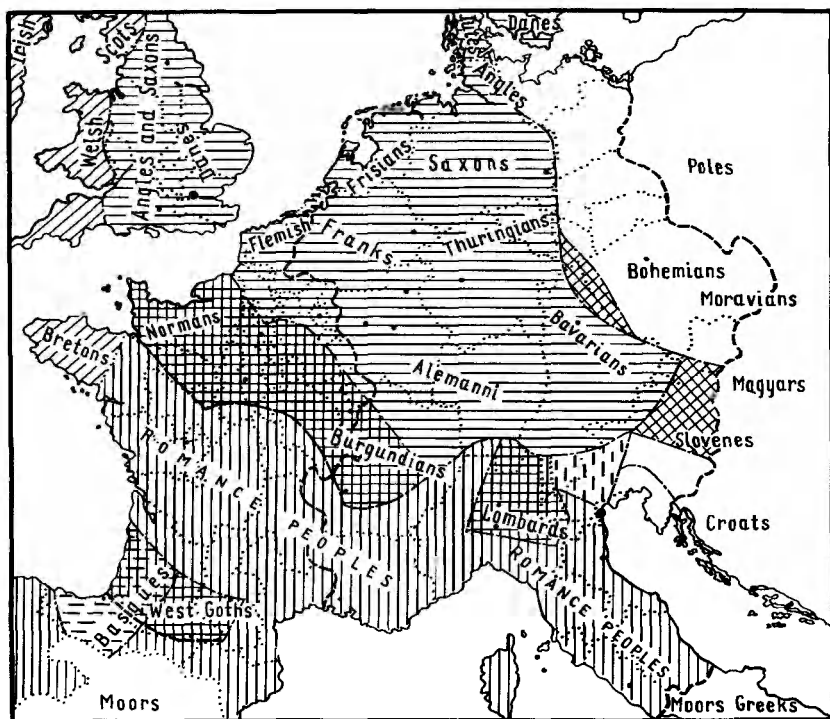 Irish
Scots
Danes
Jutes
Angles
Angles and Saxons
Danes
Welsh
Frisians
Saxons
Poles
Flemish
Franks
Thuringians
Bohemians
Moravians
Normans
Bretons
Bavarians
Alemanni
Magyars
Burgundians
Slovenes
ROMANCE PEOPLES
Lombards
Croats
ROMANCE PEOPLES
Basques
West Goths
Moors
Moors Greeks